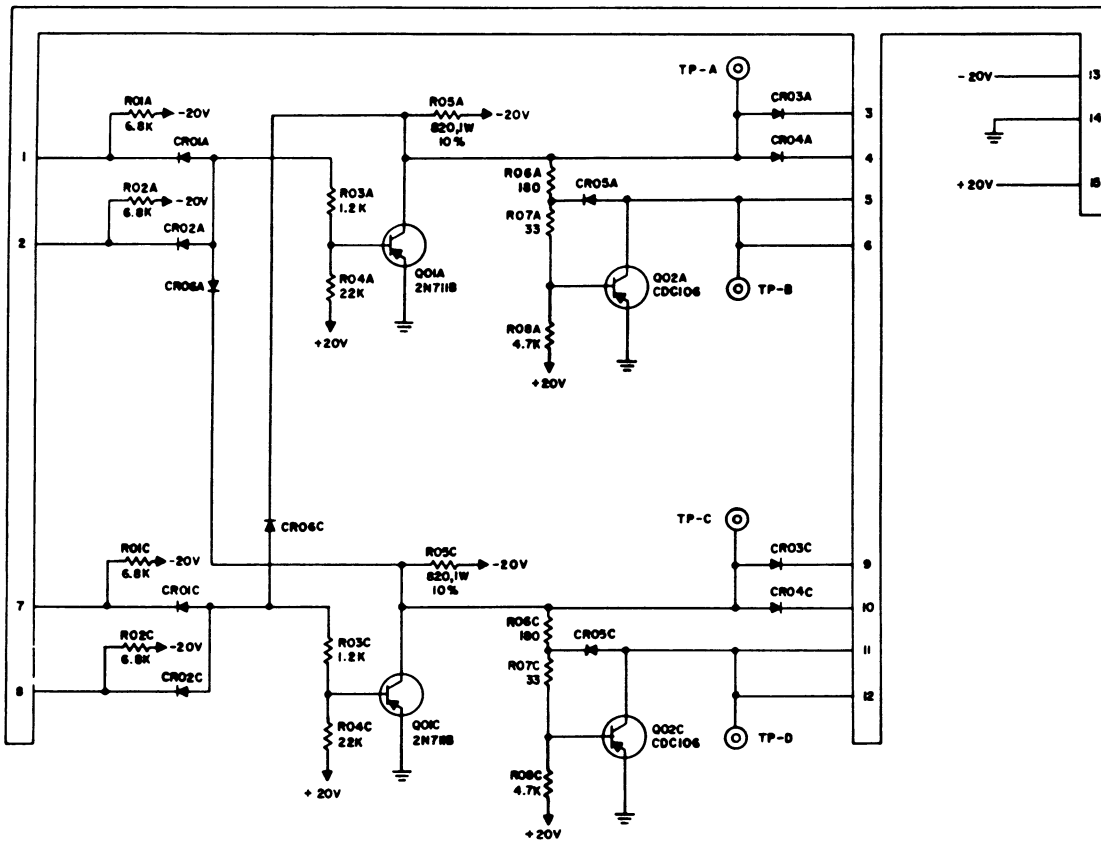 TP-A
-20V
13
R01A
-20V
6.8K
R05A
-20V
820,1W
10%
CR03A
3
14
CR01A
CR04A
1
4
R02A
-20V
6.8K
R06A
180
CR05A
+20V
15
R03A
1.2K
5
CR02A
R07A
33
2
6
Q01A
2N711B
CR06A
R04A
22K
Q02A
CDC106
TP-B
+20V
R08A
4.7K
+20V
TP-C
CR06C
R01C
-20V
6.8K
R05C
-20V
820,1W
10%
CR03C
9
CR01C
CR04C
7
10
R02C
-20V
6.8K
R06C
180
CR05C
R03C
1.2K
11
R07C
33
CR02C
8
12
Q01C
2N711B
R04C
22K
Q02C
CDC106
TP-D
R08C
4.7K
+20V
+20V